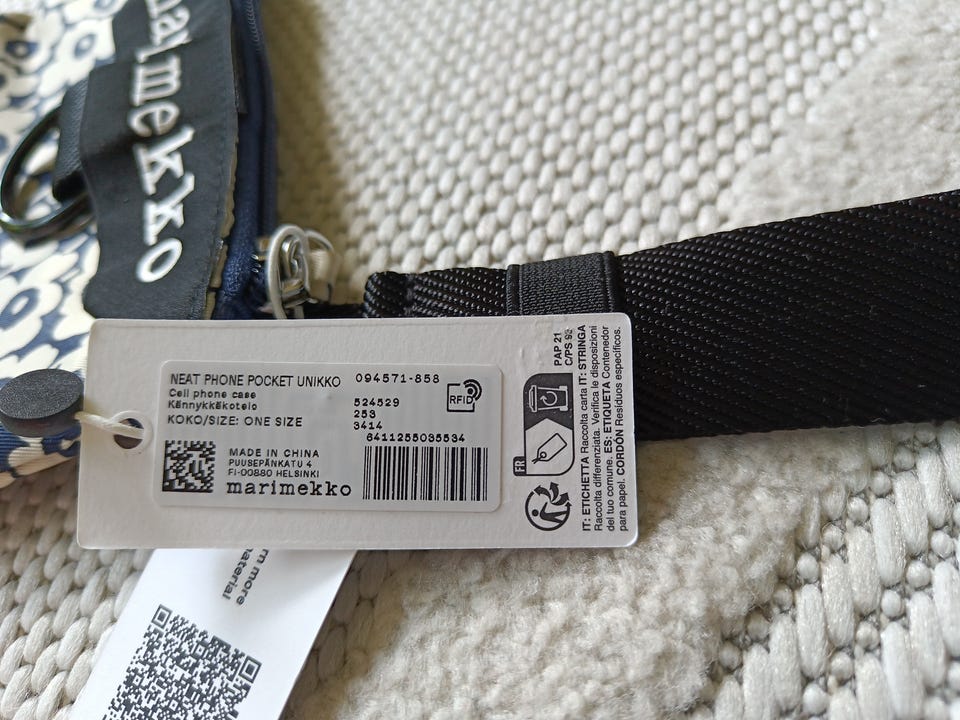 marimekko
NEAT PHONE POCKET UNIKKO 094571-858
Cell phone case
Kännykkäkotelo
KOKO/SIZE: ONE SIZE
524529
253
3414
RFID
6411255035534
MADE IN CHINA
PUUSEPÄNKATU 4
FI-00880 HELSINKI
marimekko
FR
PAP 21
C/PS
IT: ETICHETTA Raccolta carta IT: STRINGA
Raccolta differenziata. Verifica le disposizioni
del tuo comune. ES: ETIQUETA Contenedor
para papel. CORDÓN Residuos específicos.
more